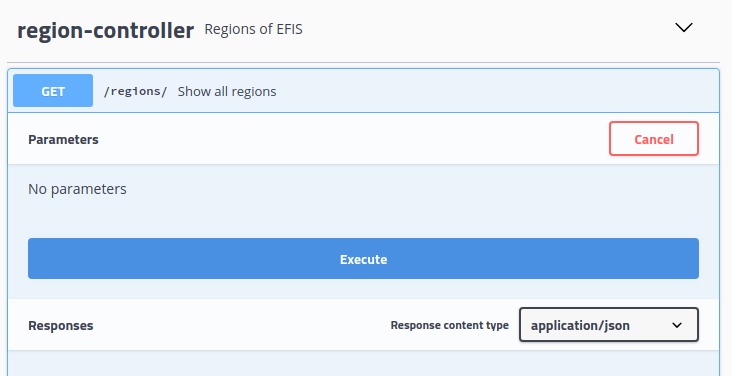 region-controller Regions of EFIS
GET /regions/ Show all regions
Parameters Cancel
No parameters
Execute
Responses Response content type application/json